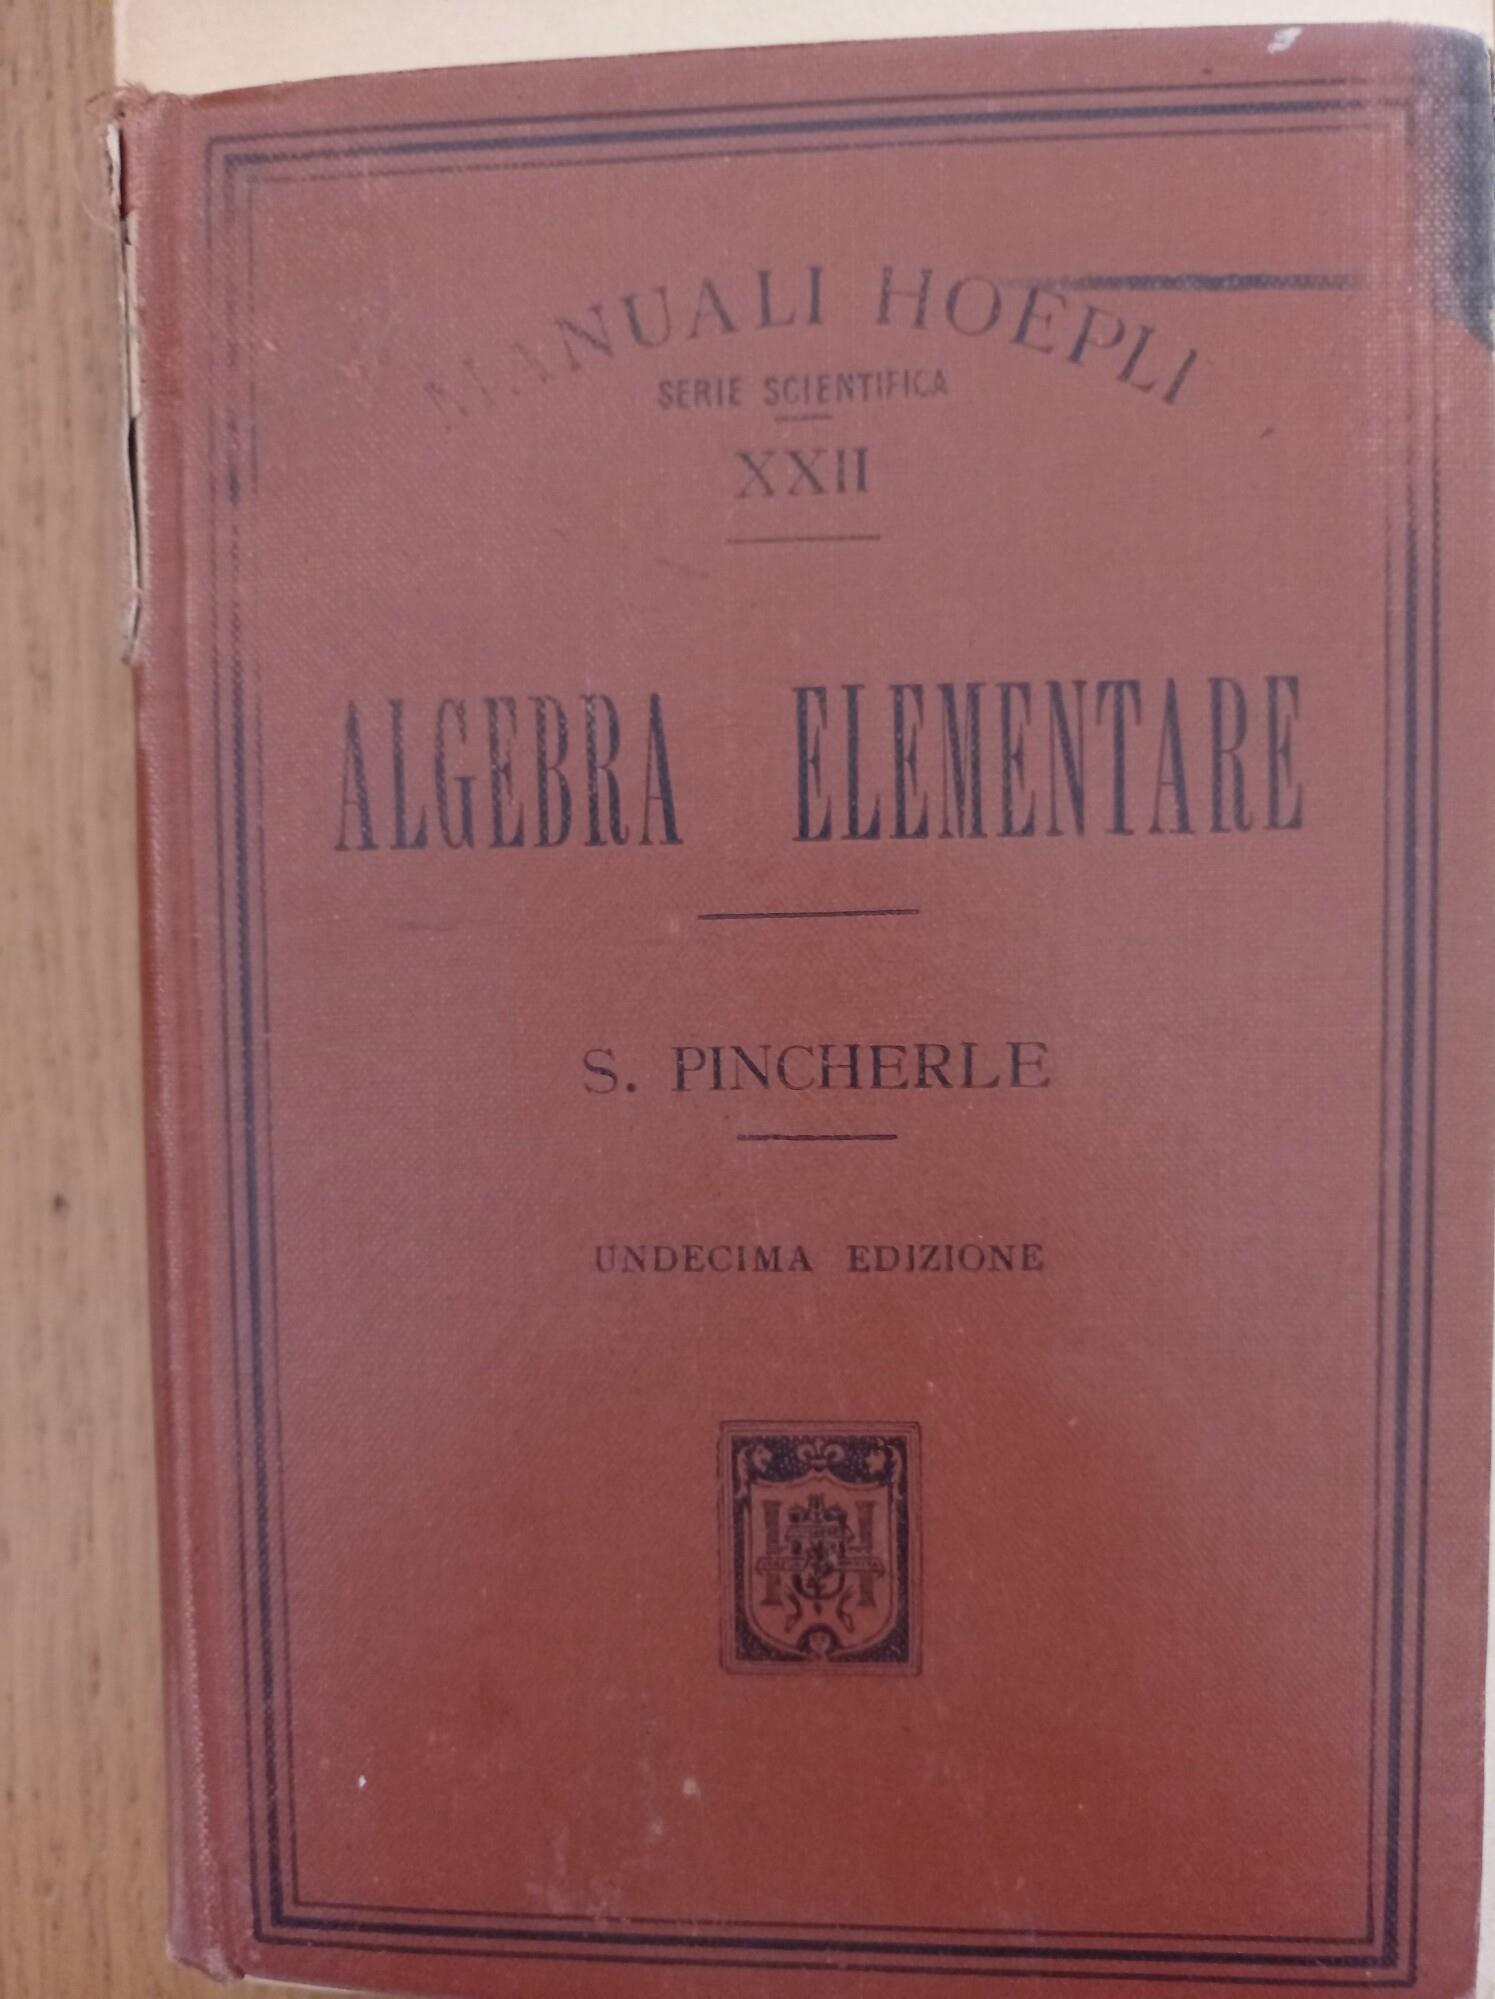 MANUALI HOEPLI
SERIE SCIENTIFICA
XXII
ALGEBRA ELEMENTARE
S. PINCHERLE
UNDECIMA EDIZIONE